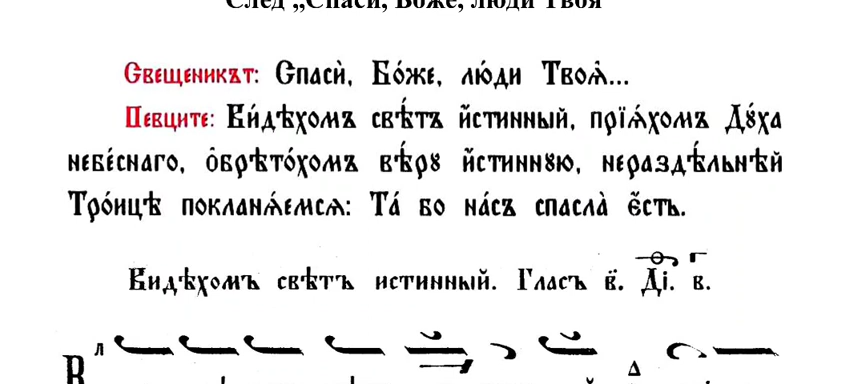 След „Спаси, Боже, люди Твоя
Свещеникът: Спасѝ, Бо́же, лю́ди Твоѧ̀...
Певците: Ви́дѣхомъ свѣ́тъ и҆́стинный, прїѧ́хомъ Дꙋ́ха
небе́снаго, ѡ҆брѣто́хомъ вѣ́рꙋ и҆́стиннꙋю, нераздѣ́льнѣй
Тро́ицѣ покланѧ́емсѧ: Та́ бо на́съ спасла̀ є҆́сть.
Видѣхомъ свѣтъ истинный. Гласъ в҃. Ді. в.
л
В
Δ